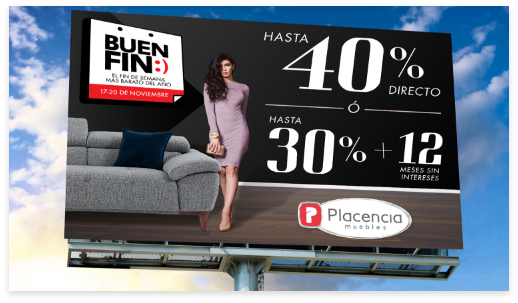 BUEN
FIN:)
EL FIN DE SEMANA
MÁS BARATO DEL AÑO
17-20 DE NOVIEMBRE
HASTA
40%
DIRECTO
Ó
HASTA
30% + 12
MESES SIN
INTERESES
P Placencia
muebles